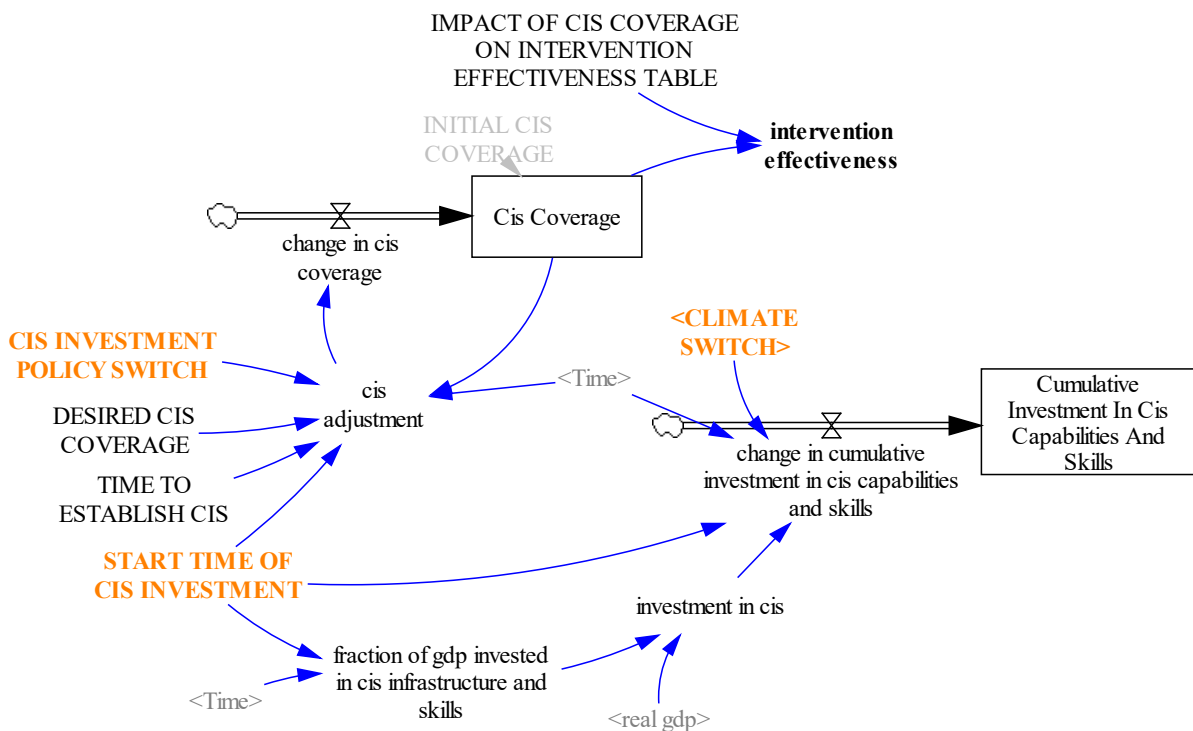 IMPACT OF CIS COVERAGE
ON INTERVENTION
EFFECTIVENESS TABLE
INITIAL CIS
COVERAGE
intervention
effectiveness
Cis Coverage
change in cis
coverage
CIS INVESTMENT
POLICY SWITCH
<CLIMATE
SWITCH>
cis
adjustment
<Time>
DESIRED CIS
COVERAGE
Cumulative
Investment In Cis
Capabilities And
Skills
change in cumulative
investment in cis capabilities
and skills
TIME TO
ESTABLISH CIS
START TIME OF
CIS INVESTMENT
investment in cis
fraction of gdp invested
in cis infrastructure and
skills
<Time>
<real gdp>